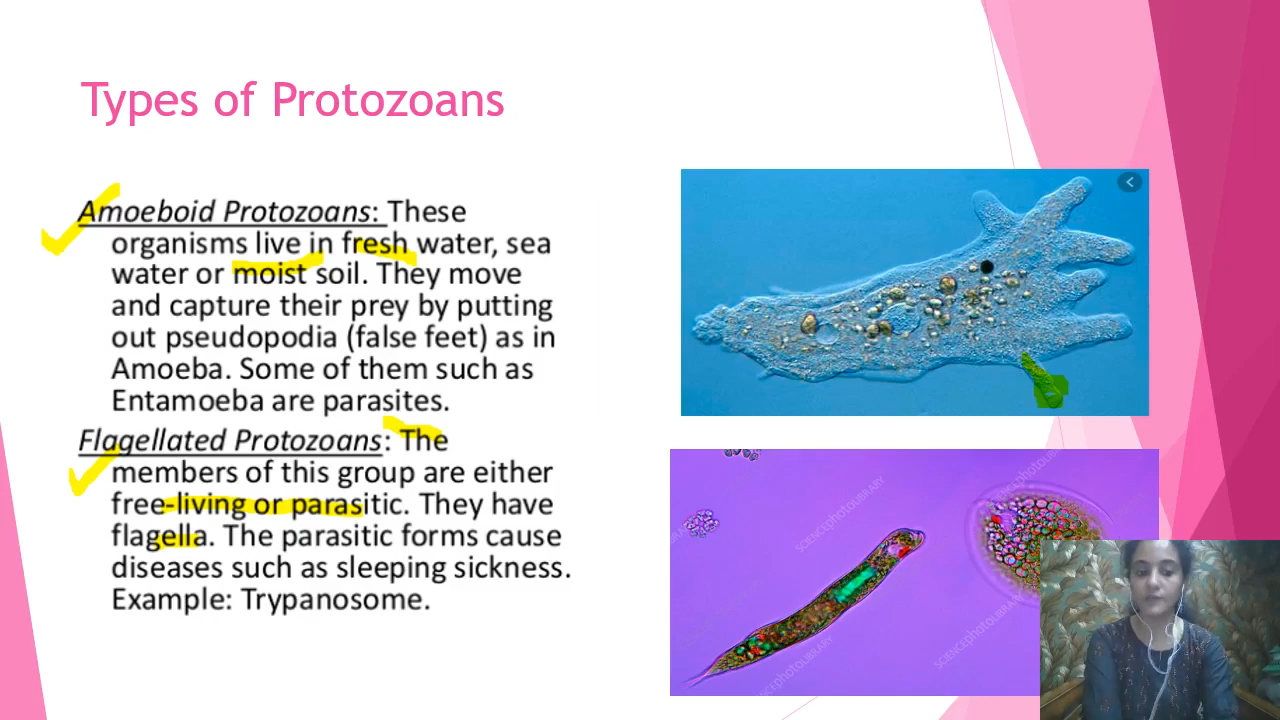 Types of Protozoans
Amoeboid Protozoans: These
organisms live in fresh water, sea
water or moist soil. They move
and capture their prey by putting
out pseudopodia (false feet) as in
Amoeba. Some of them such as
Entamoeba are parasites.
Flagellated Protozoans: The
members of this group are either
free-living or parasitic. They have
flagella. The parasitic forms cause
diseases such as sleeping sickness.
Example: Trypanosome.
SCIENCEphotoLIBRARY
SCIENCEphotoLIBRARY